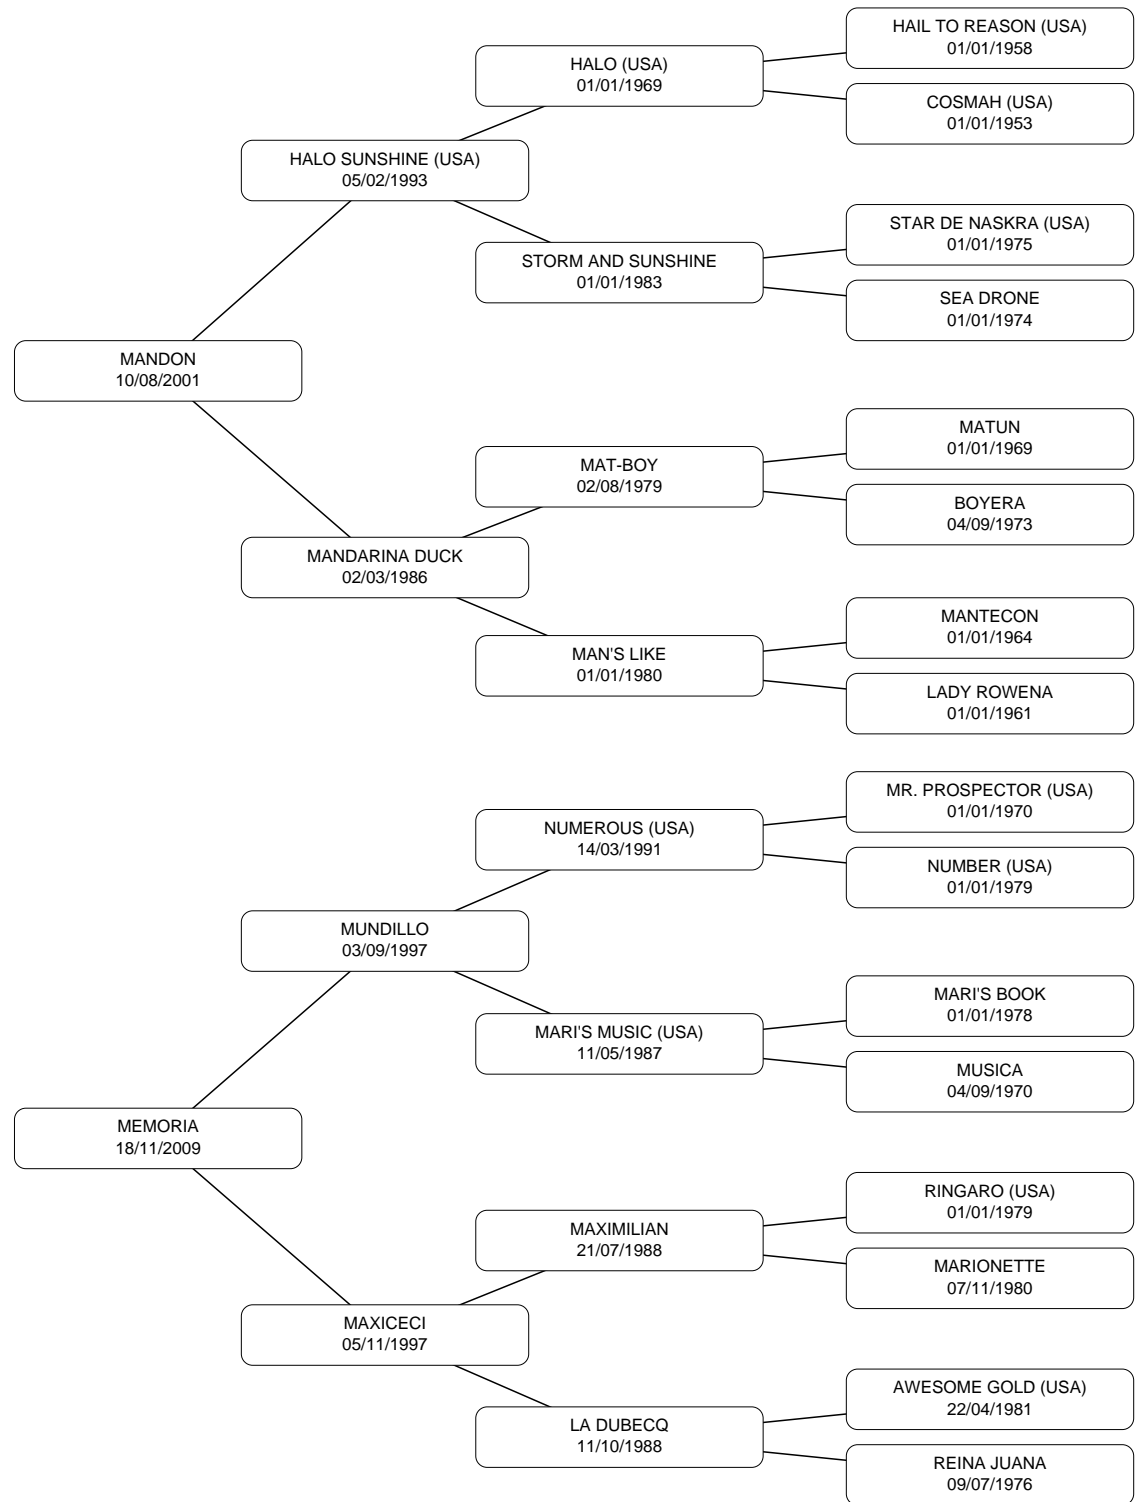 HAIL TO REASON (USA)
01/01/1958
HALO (USA)
01/01/1969
COSMAH (USA)
01/01/1953
HALO SUNSHINE (USA)
05/02/1993
STAR DE NASKRA (USA)
01/01/1975
STORM AND SUNSHINE
01/01/1983
SEA DRONE
01/01/1974
MANDON
10/08/2001
MATUN
01/01/1969
MAT-BOY
02/08/1979
BOYERA
04/09/1973
MANDARINA DUCK
02/03/1986
MANTECON
01/01/1964
MAN'S LIKE
01/01/1980
LADY ROWENA
01/01/1961
MR. PROSPECTOR (USA)
01/01/1970
NUMEROUS (USA)
14/03/1991
NUMBER (USA)
01/01/1979
MUNDILLO
03/09/1997
MARI'S BOOK
01/01/1978
MARI'S MUSIC (USA)
11/05/1987
MUSICA
04/09/1970
MEMORIA
18/11/2009
RINGARO (USA)
01/01/1979
MAXIMILIAN
21/07/1988
MARIONETTE
07/11/1980
MAXICECI
05/11/1997
AWESOME GOLD (USA)
22/04/1981
LA DUBECQ
11/10/1988
REINA JUANA
09/07/1976